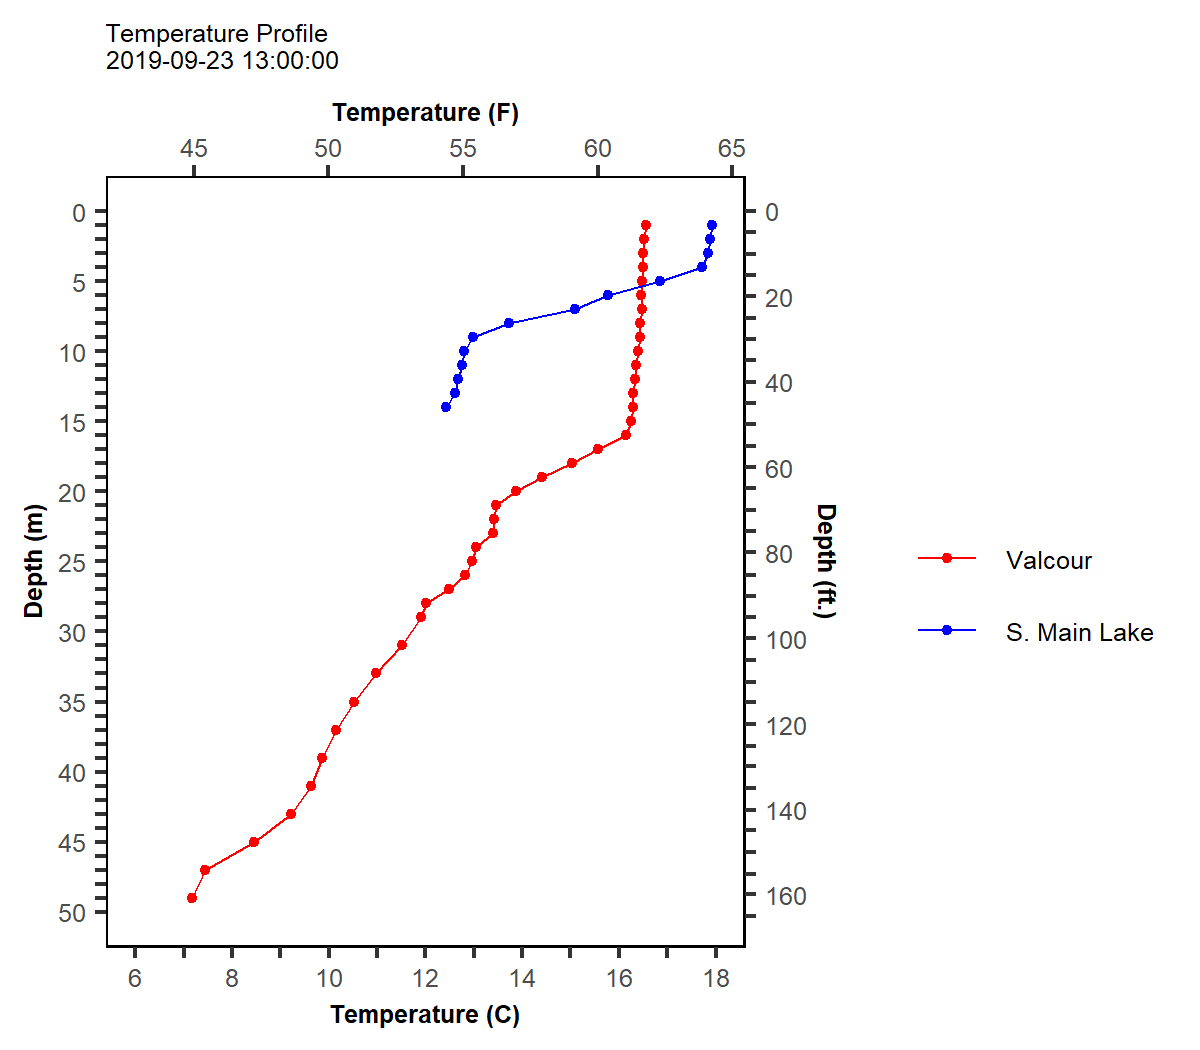 Temperature Profile
2019-09-23 13:00:00
Temperature (F)
45 50 55 60 65
0 5 10 15 20 25 30 35 40 45 50
Depth (m)
0 20 40 60 80 100 120 140 160
Depth (ft.)
Valcour
S. Main Lake
6 8 10 12 14 16 18
Temperature (C)